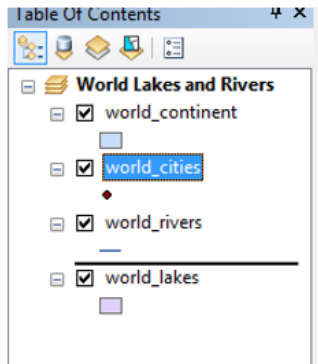 Table Of Contents
World Lakes and Rivers
world_continent
world_cities
world_rivers
world_lakes